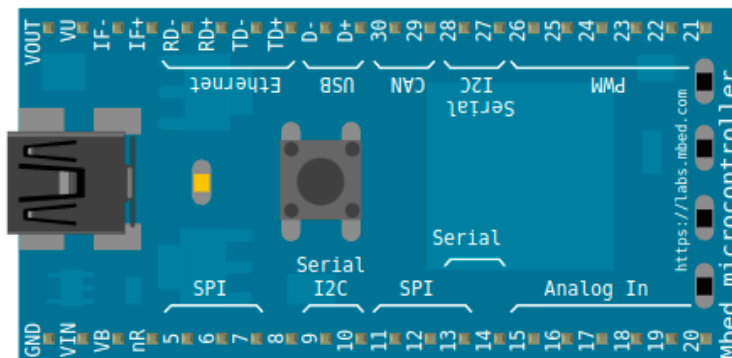 VOUT VU IF- IF+ RD- RD+ TD- TD+ D- D+ 30 29 28 27 26 25 24 23 22 21
Ethernet USB CAN I2C PWM
Serial
https://labs.mbed.com
Mbed microcontroller
Serial
Serial
SPI I2C SPI Analog In
GND VIN VB nR 5 6 7 8 9 10 11 12 13 14 15 16 17 18 19 20